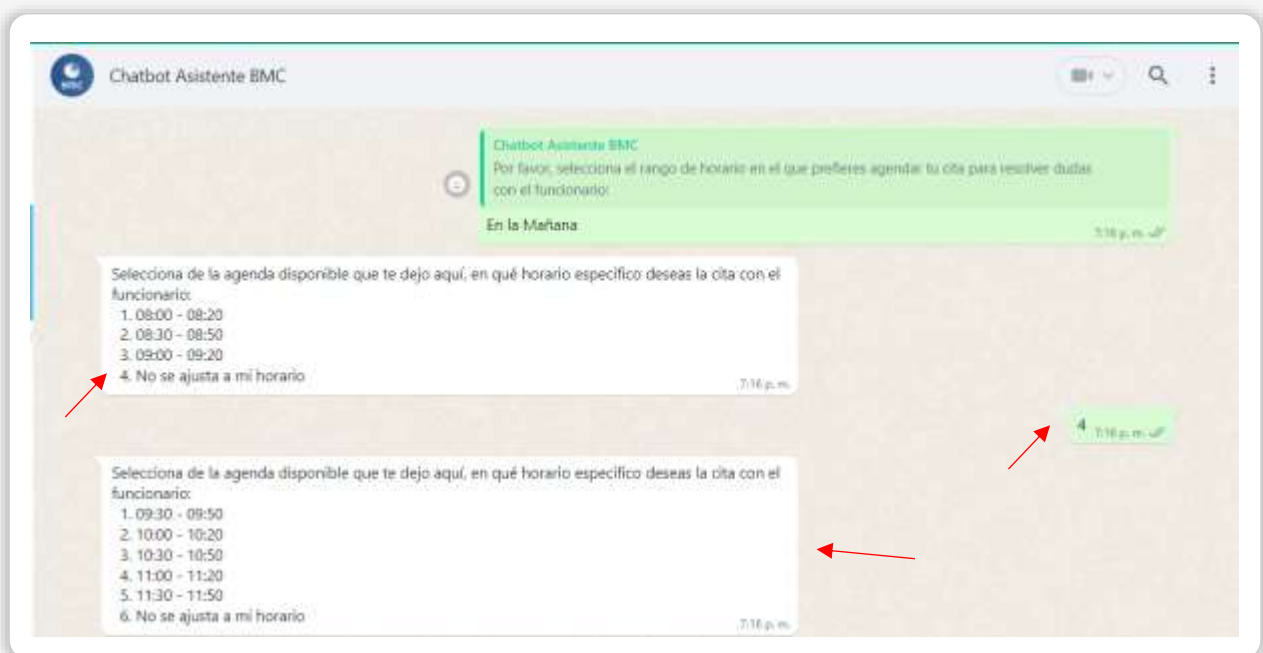 Chatbot Asistente BMC
Chatbot Asistente BMC
Por favor, selecciona el rango de horario en el que prefieres agendar tu cita para resolver dudas
con el funcionario:
En la Mañana
7:16 p. m.
Selecciona de la agenda disponible que te dejo aquí, en qué horario específico deseas la cita con el
funcionario:
1. 08:00 - 08:20
2. 08:30 - 08:50
3. 09:00 - 09:20
4. No se ajusta a mi horario
7:16 p. m.
4
7:16 p. m.
Selecciona de la agenda disponible que te dejo aquí, en qué horario específico deseas la cita con el
funcionario:
1. 09:30 - 09:50
2. 10:00 - 10:20
3. 10:30 - 10:50
4. 11:00 - 11:20
5. 11:30 - 11:50
6. No se ajusta a mi horario
7:16 p. m.